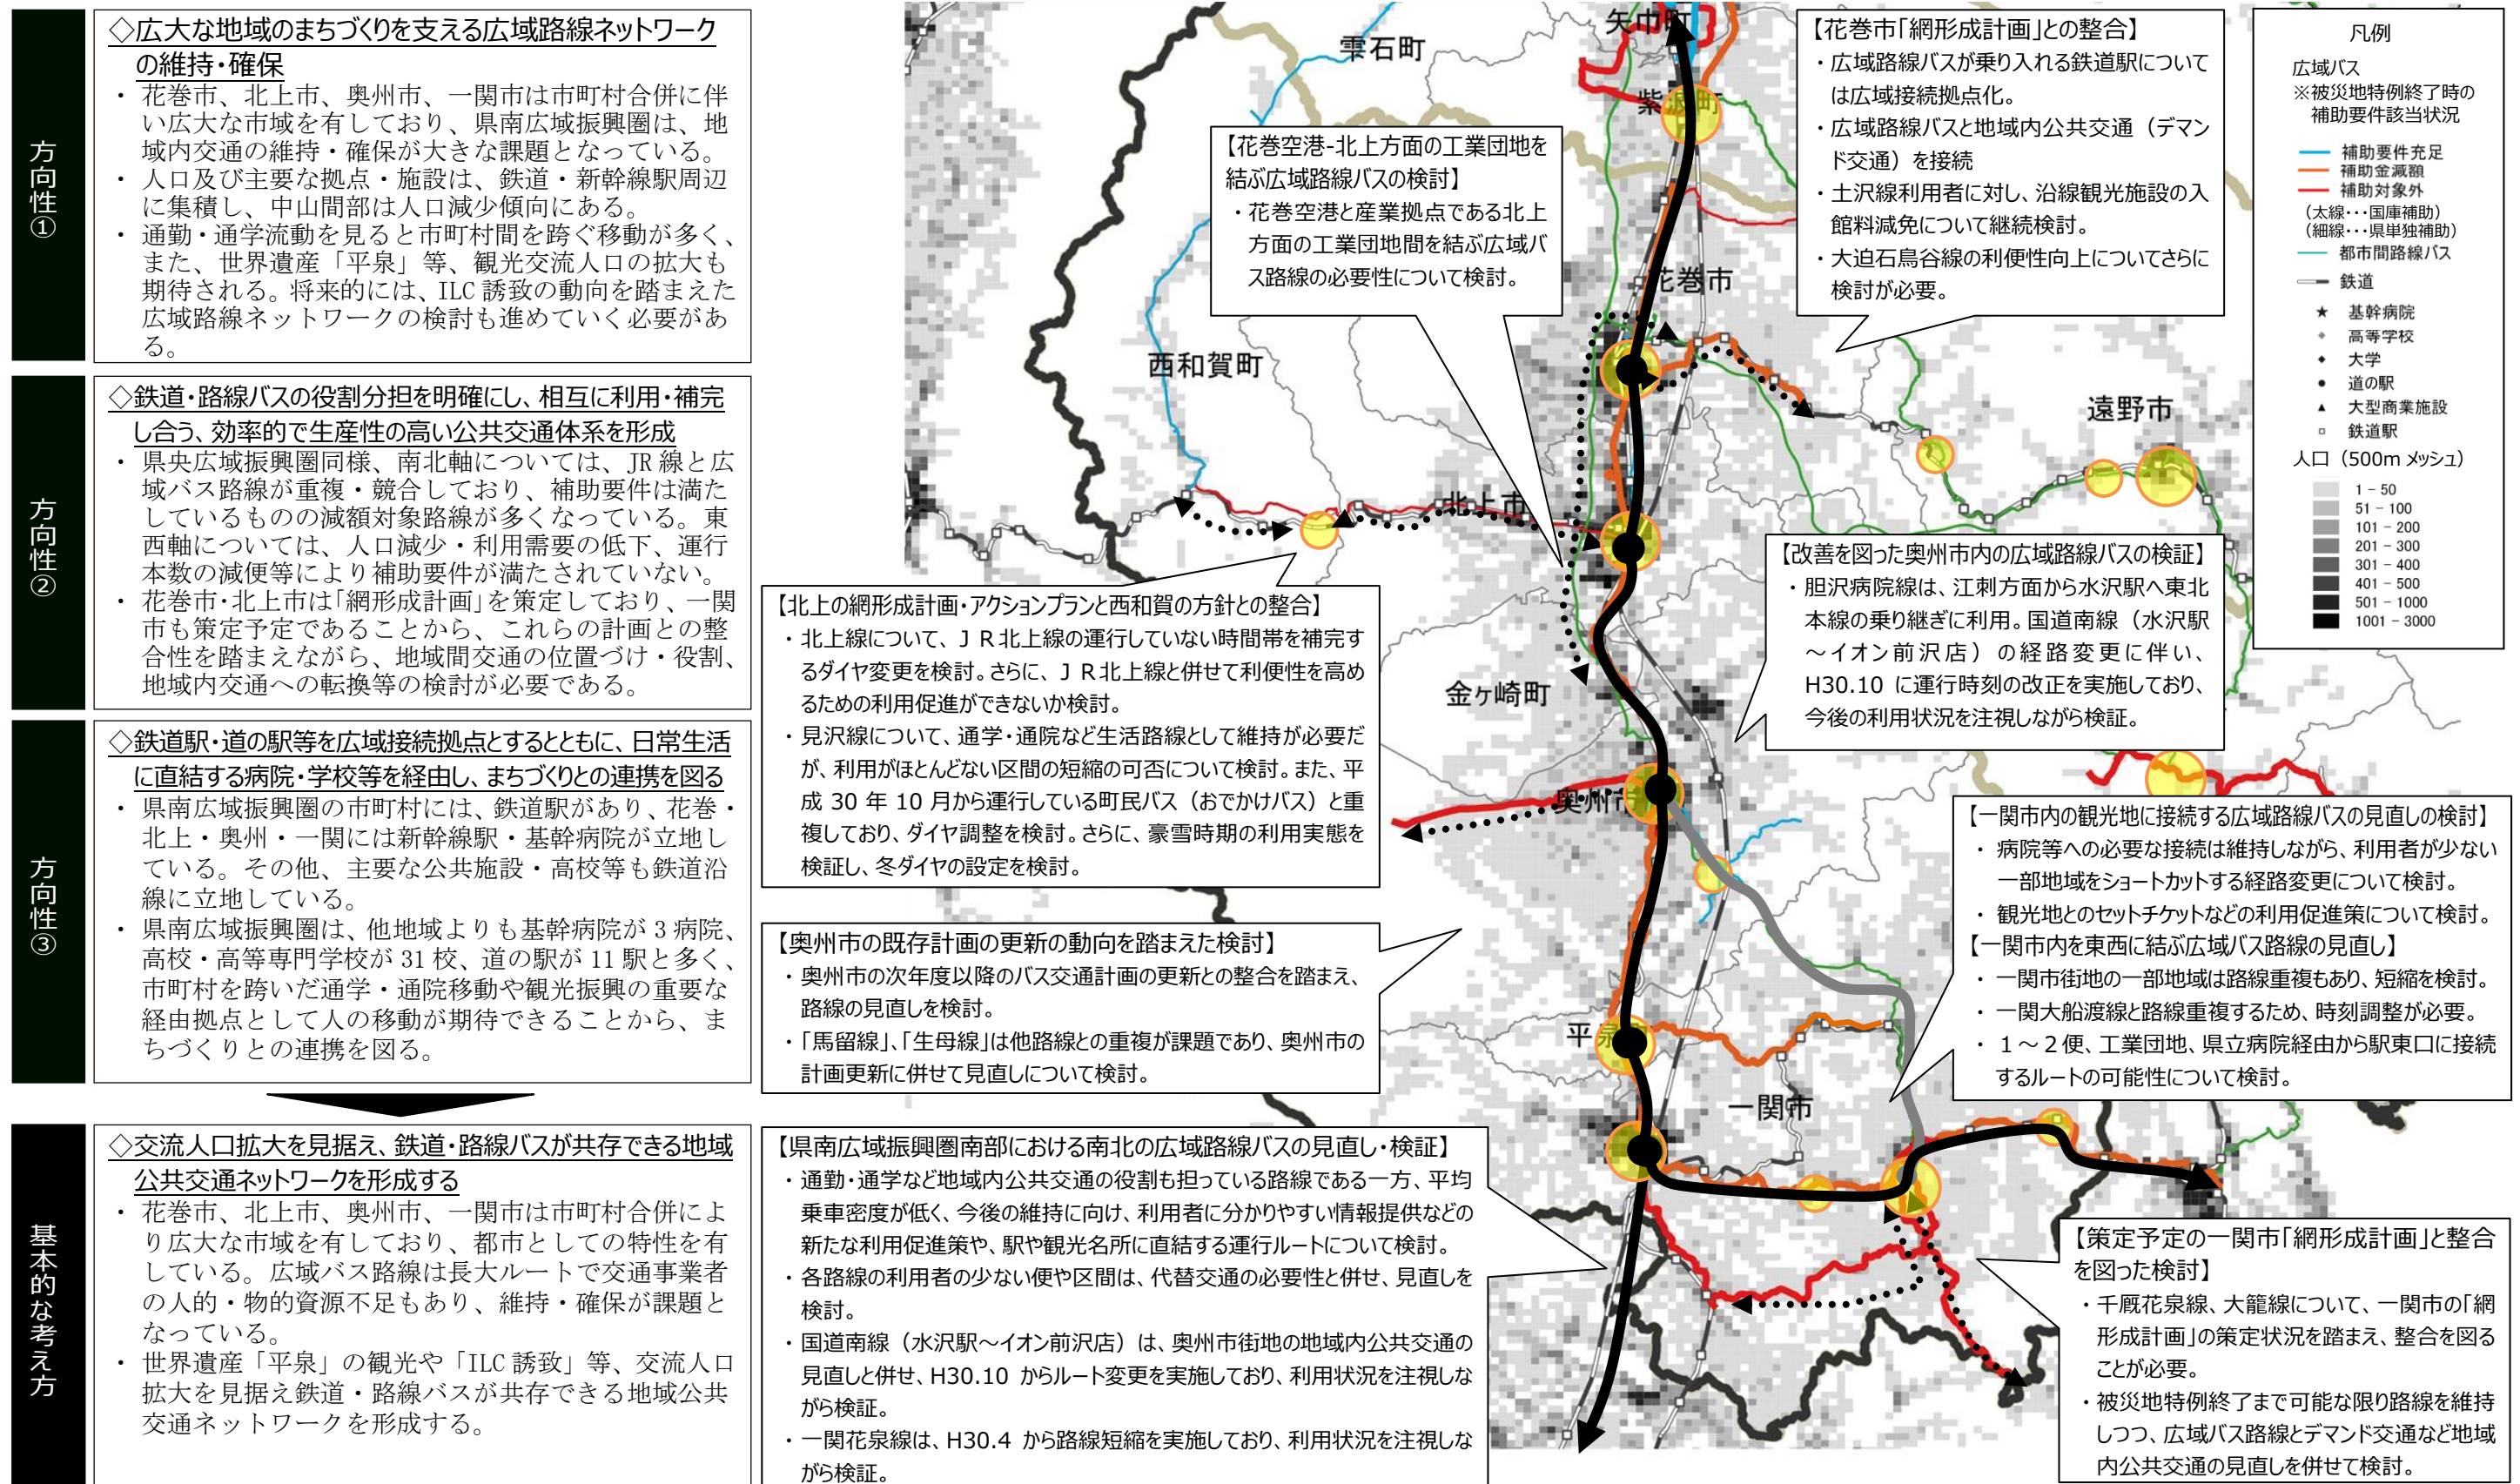 方向性①
◇広大な地域のまちづくりを支える広域路線ネットワーク
の維持・確保
・ 花巻市、北上市、奥州市、一関市は市町村合併に伴
い広大な市域を有しており、県南広域振興圏は、地
域内交通の維持・確保が大きな課題となっている。
・ 人口及び主要な拠点・施設は、鉄道・新幹線駅周辺
に集積し、中山間部は人口減少傾向にある。
・ 通勤・通学流動を見ると市町村間を跨ぐ移動が多く、
また、世界遺産「平泉」等、観光交流人口の拡大も
期待される。将来的には、ILC 誘致の動向を踏まえた
広域路線ネットワークの検討も進めていく必要があ
る。
方向性②
◇鉄道・路線バスの役割分担を明確にし、相互に利用・補完
し合う、効率的で生産性の高い公共交通体系を形成
・ 県央広域振興圏同様、南北軸については、JR 線と広
域バス路線が重複・競合しており、補助要件は満た
しているものの減額対象路線が多くなっている。東
西軸については、人口減少・利用需要の低下、運行
本数の減便等により補助要件が満たされていない。
・ 花巻市・北上市は「網形成計画」を策定しており、一関
市も策定予定であることから、これらの計画との整
合性を踏まえながら、地域間交通の位置づけ・役割、
地域内交通への転換等の検討が必要である。
方向性③
◇鉄道駅・道の駅等を広域接続拠点とするとともに、日常生活
に直結する病院・学校等を経由し、まちづくりとの連携を図る
・ 県南広域振興圏の市町村には、鉄道駅があり、花巻・
北上・奥州・一関には新幹線駅・基幹病院が立地し
ている。その他、主要な公共施設・高校等も鉄道沿
線に立地している。
・ 県南広域振興圏は、他地域よりも基幹病院が 3 病院、
高校・高等専門学校が 31 校、道の駅が 11 駅と多く、
市町村を跨いだ通学・通院移動や観光振興の重要な
経由拠点として人の移動が期待できることから、ま
ちづくりとの連携を図る。
基本的な考え方
◇交流人口拡大を見据え、鉄道・路線バスが共存できる地域
公共交通ネットワークを形成する
・ 花巻市、北上市、奥州市、一関市は市町村合併によ
り広大な市域を有しており、都市としての特性を有
している。広域バス路線は長大ルートで交通事業者
の人的・物的資源不足もあり、維持・確保が課題と
なっている。
・ 世界遺産「平泉」の観光や「ILC 誘致」等、交流人口
拡大を見据え鉄道・路線バスが共存できる地域公共
交通ネットワークを形成する。
矢巾町
雫石町
紫波町
花巻市
西和賀町
遠野市
北上市
金ヶ崎町
奥州市
平泉
一関市
【花巻空港-北上方面の工業団地を
結ぶ広域路線バスの検討】
・花巻空港と産業拠点である北上
方面の工業団地間を結ぶ広域バ
ス路線の必要性について検討。
【花巻市「網形成計画」との整合】
・広域路線バスが乗り入れる鉄道駅について
は広域接続拠点化。
・広域路線バスと地域内公共交通（デマン
ド交通）を接続
・土沢線利用者に対し、沿線観光施設の入
館料減免について継続検討。
・大迫石鳥谷線の利便性向上についてさらに
検討が必要。
凡例
広域バス
※被災地特例終了時の
補助要件該当状況
補助要件充足
補助金減額
補助対象外
（太線・・・国庫補助）
（細線・・・県単独補助）
都市間路線バス
鉄道
★ 基幹病院
高等学校
◆ 大学
● 道の駅
▲ 大型商業施設
□ 鉄道駅
人口（500m メッシュ）
1 - 50
51 - 100
101 - 200
201 - 300
301 - 400
401 - 500
501 - 1000
1001 - 3000
【北上の網形成計画・アクションプランと西和賀の方針との整合】
・北上線について、ＪＲ北上線の運行していない時間帯を補完す
るダイヤ変更を検討。さらに、ＪＲ北上線と併せて利便性を高め
るための利用促進ができないか検討。
・見沢線について、通学・通院など生活路線として維持が必要だ
が、利用がほとんどない区間の短縮の可否について検討。また、平
成 30 年 10 月から運行している町民バス（おでかけバス）と重
複しており、ダイヤ調整を検討。さらに、豪雪時期の利用実態を
検証し、冬ダイヤの設定を検討。
【改善を図った奥州市内の広域路線バスの検証】
・胆沢病院線は、江刺方面から水沢駅へ東北
本線の乗り継ぎに利用。国道南線（水沢駅
～イオン前沢店）の経路変更に伴い、
H30.10 に運行時刻の改正を実施しており、
今後の利用状況を注視しながら検証。
【奥州市の既存計画の更新の動向を踏まえた検討】
・奥州市の次年度以降のバス交通計画の更新との整合を踏まえ、
路線の見直しを検討。
・「馬留線」、「生母線」は他路線との重複が課題であり、奥州市の
計画更新に併せて見直しについて検討。
【一関市内の観光地に接続する広域路線バスの見直しの検討】
・ 病院等への必要な接続は維持しながら、利用者が少ない
一部地域をショートカットする経路変更について検討。
・ 観光地とのセットチケットなどの利用促進策について検討。
【一関市内を東西に結ぶ広域バス路線の見直し】
・ 一関市街地の一部地域は路線重複もあり、短縮を検討。
・ 一関大船渡線と路線重複するため、時刻調整が必要。
・ １～２便、工業団地、県立病院経由から駅東口に接続
するルートの可能性について検討。
【県南広域振興圏南部における南北の広域路線バスの見直し・検証】
・通勤・通学など地域内公共交通の役割も担っている路線である一方、平均
乗車密度が低く、今後の維持に向け、利用者に分かりやすい情報提供などの
新たな利用促進策や、駅や観光名所に直結する運行ルートについて検討。
・各路線の利用者の少ない便や区間は、代替交通の必要性と併せ、見直しを
検討。
・国道南線（水沢駅～イオン前沢店）は、奥州市街地の地域内公共交通の
見直しと併せ、H30.10 からルート変更を実施しており、利用状況を注視しな
がら検証。
・一関花泉線は、H30.4 から路線短縮を実施しており、利用状況を注視しな
がら検証。
【策定予定の一関市「網形成計画」と整合
を図った検討】
・千厩花泉線、大籠線について、一関市の「網
形成計画」の策定状況を踏まえ、整合を図る
ことが必要。
・被災地特例終了まで可能な限り路線を維持
しつつ、広域バス路線とデマンド交通など地域
内公共交通の見直しを併せて検討。